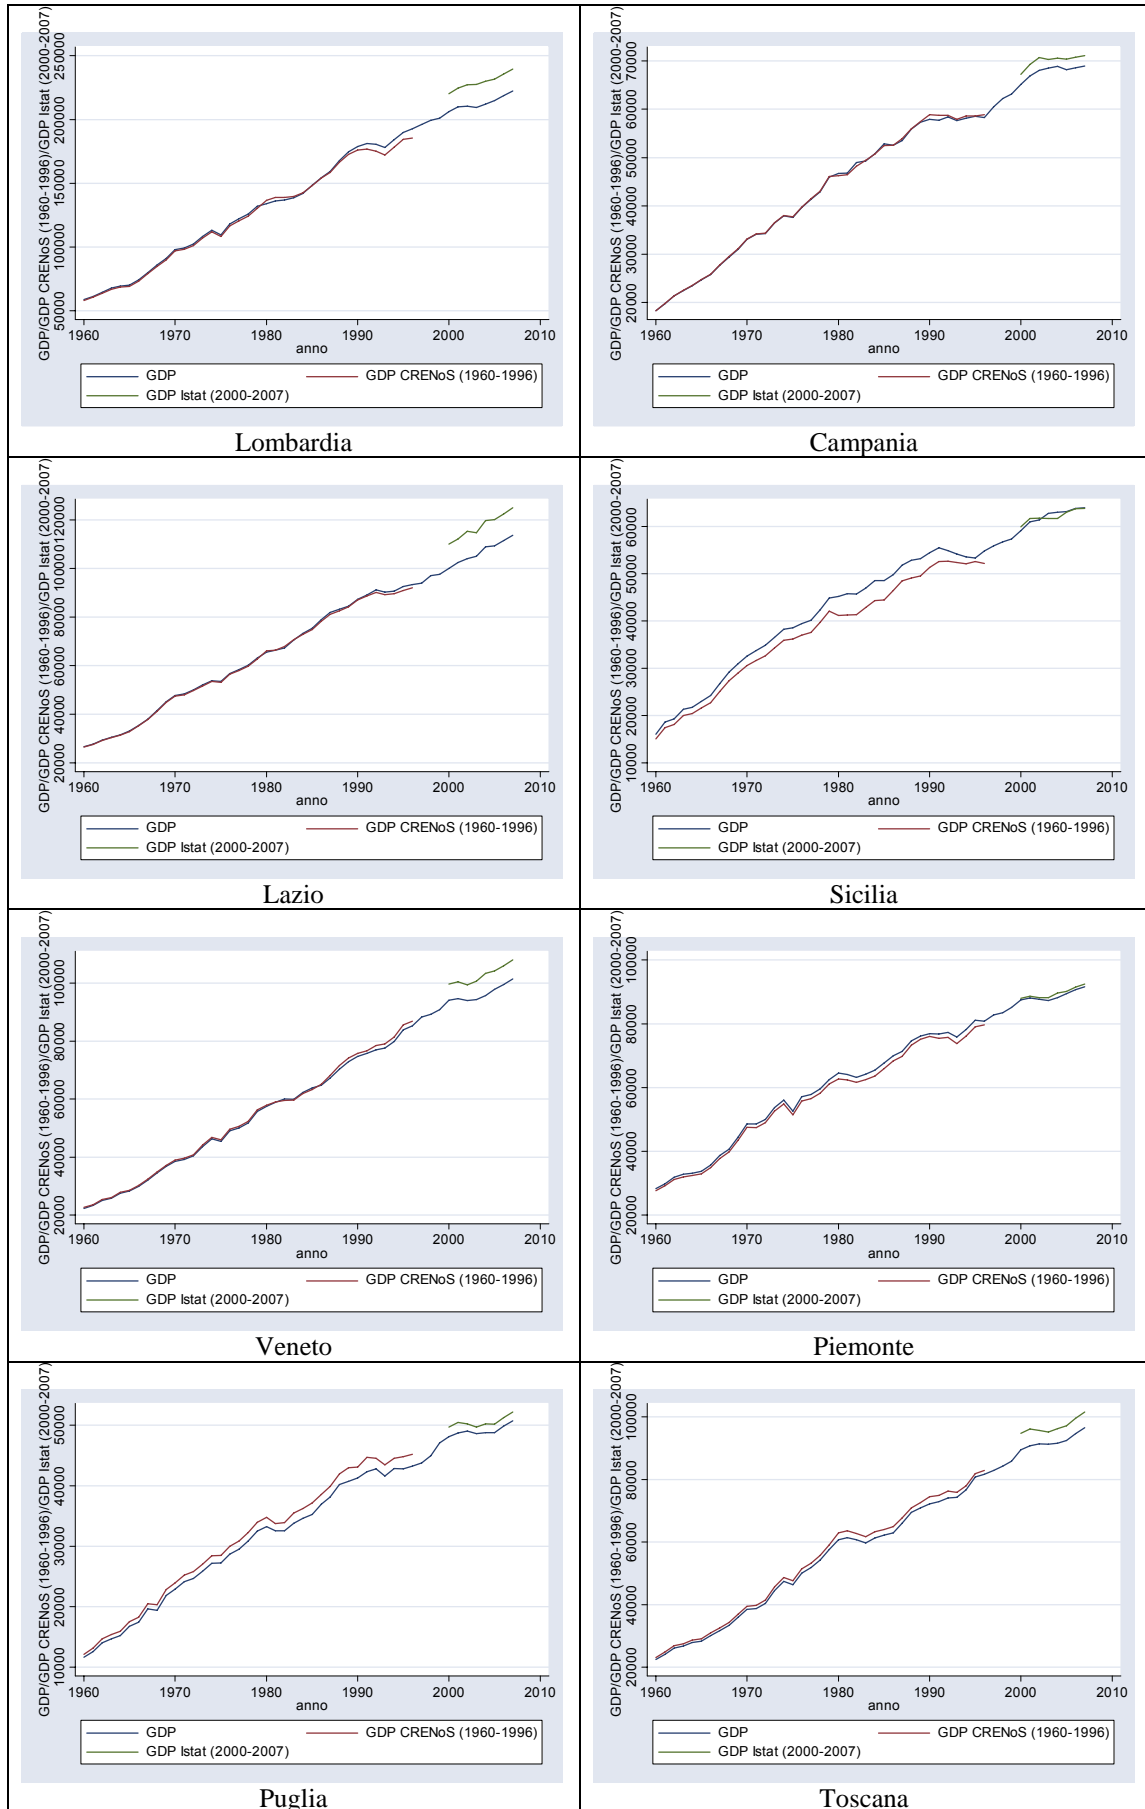 GDP/GDP CRENoS (1960-1996)/GDP Istat (2000-2007)
50000 100000 150000 200000 250000
1960 1970 1980 1990 2000 2010
anno
GDP GDP CRENoS (1960-1996)
GDP Istat (2000-2007)
Lombardia
GDP/GDP CRENoS (1960-1996)/GDP Istat (2000-2007)
20000 30000 40000 50000 60000 70000
1960 1970 1980 1990 2000 2010
anno
GDP GDP CRENoS (1960-1996)
GDP Istat (2000-2007)
Campania
GDP/GDP CRENoS (1960-1996)/GDP Istat (2000-2007)
20000 40000 60000 80000 100000 120000
1960 1970 1980 1990 2000 2010
anno
GDP GDP CRENoS (1960-1996)
GDP Istat (2000-2007)
Lazio
GDP/GDP CRENoS (1960-1996)/GDP Istat (2000-2007)
10000 20000 30000 40000 50000 60000
1960 1970 1980 1990 2000 2010
anno
GDP GDP CRENoS (1960-1996)
GDP Istat (2000-2007)
Sicilia
GDP/GDP CRENoS (1960-1996)/GDP Istat (2000-2007)
20000 40000 60000 80000 100000
1960 1970 1980 1990 2000 2010
anno
GDP GDP CRENoS (1960-1996)
GDP Istat (2000-2007)
Veneto
GDP/GDP CRENoS (1960-1996)/GDP Istat (2000-2007)
20000 40000 60000 80000 100000
1960 1970 1980 1990 2000 2010
anno
GDP GDP CRENoS (1960-1996)
GDP Istat (2000-2007)
Piemonte
GDP/GDP CRENoS (1960-1996)/GDP Istat (2000-2007)
10000 20000 30000 40000 50000
1960 1970 1980 1990 2000 2010
anno
GDP GDP CRENoS (1960-1996)
GDP Istat (2000-2007)
Puglia
GDP/GDP CRENoS (1960-1996)/GDP Istat (2000-2007)
20000 40000 60000 80000 100000
1960 1970 1980 1990 2000 2010
anno
GDP GDP CRENoS (1960-1996)
GDP Istat (2000-2007)
Toscana